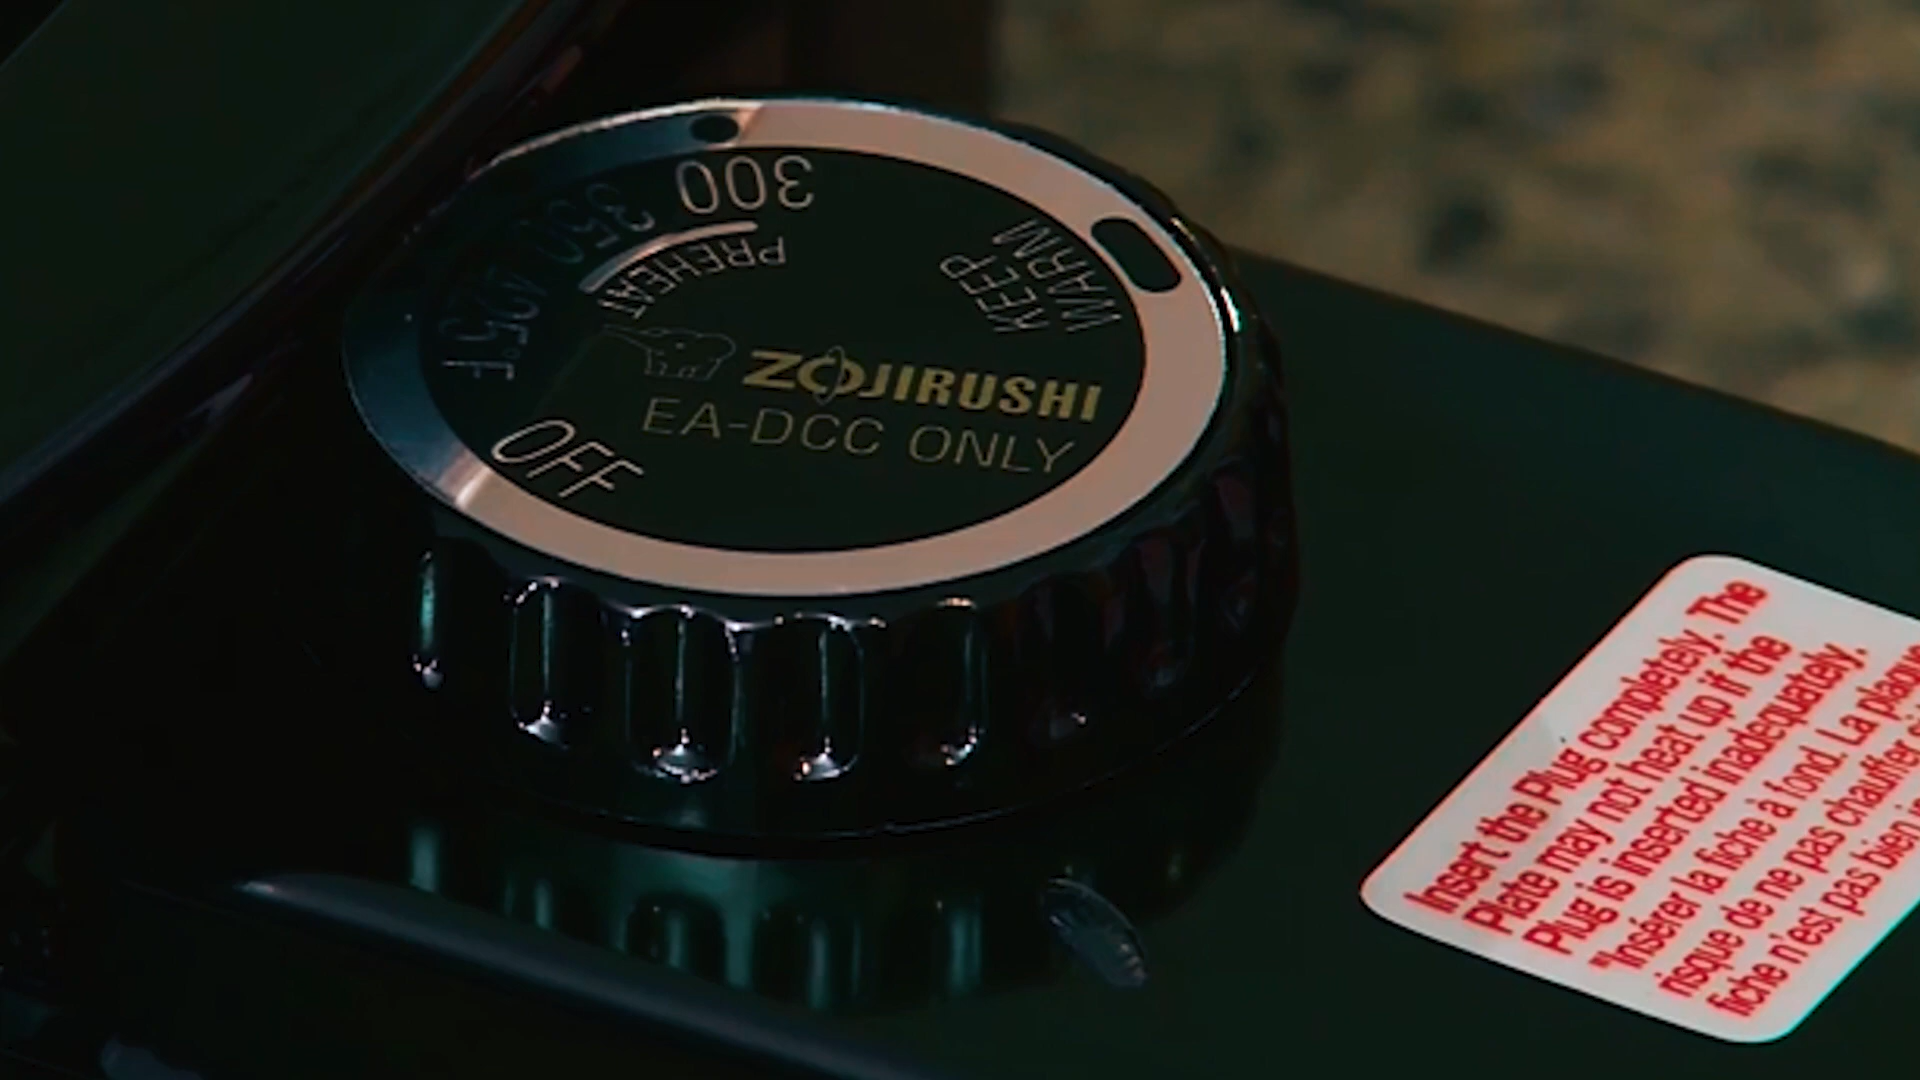 300
350
425°F
PREHEAT
KEEP
WARM
ZOJIRUSHI
EA-DCC ONLY
OFF
Insert the Plug completely. The
Plate may not heat up if the
Plug is inserted inadequately.
"Insérer la fiche à fond. La plaque
risque de ne pas chauffer si
fiche n'est pas bien